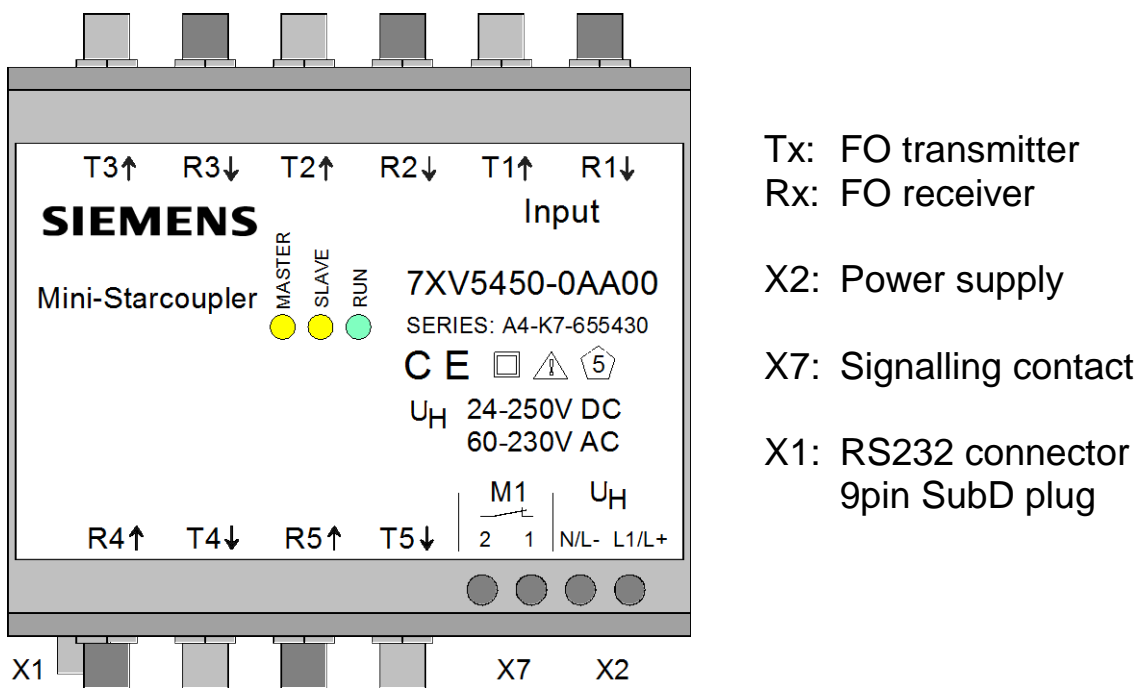 T3↑ R3↓ T2↑ R2↓ T1↑ R1↓
Input
SIEMENS
MASTER
SLAVE
RUN
Mini-Starcoupler
7XV5450-0AA00
SERIES: A4-K7-655430
CE
5
UH 24-250V DC
60-230V AC
M1 UH
2 1 N/L- L1/L+
R4↑ T4↓ R5↑ T5↓
X1 X7 X2
Tx: FO transmitter
Rx: FO receiver
X2: Power supply
X7: Signalling contact
X1: RS232 connector
9pin SubD plug